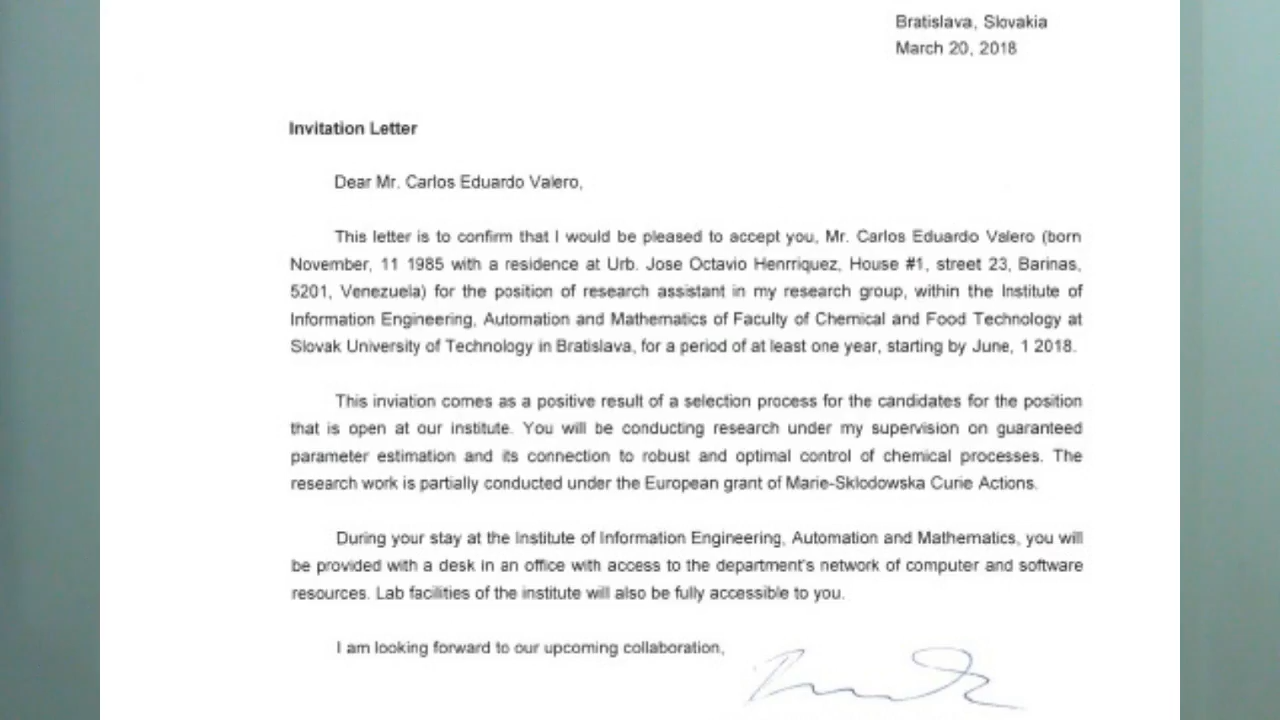 Bratislava, Slovakia
March 20, 2018
Invitation Letter
Dear Mr. Carlos Eduardo Valero,
This letter is to confirm that I would be pleased to accept you, Mr. Carlos Eduardo Valero (born
November, 11 1985 with a residence at Urb. Jose Octavio Henrriquez, House #1, street 23, Barinas,
5201, Venezuela) for the position of research assistant in my research group, within the Institute of
Information Engineering, Automation and Mathematics of Faculty of Chemical and Food Technology at
Slovak University of Technology in Bratislava, for a period of at least one year, starting by June, 1 2018.
This inviation comes as a positive result of a selection process for the candidates for the position
that is open at our institute. You will be conducting research under my supervision on guaranteed
parameter estimation and its connection to robust and optimal control of chemical processes. The
research work is partially conducted under the European grant of Marie-Sklodowska Curie Actions.
During your stay at the Institute of Information Engineering, Automation and Mathematics, you will
be provided with a desk in an office with access to the department's network of computer and software
resources. Lab facilities of the institute will also be fully accessible to you.
I am looking forward to our upcoming collaboration,